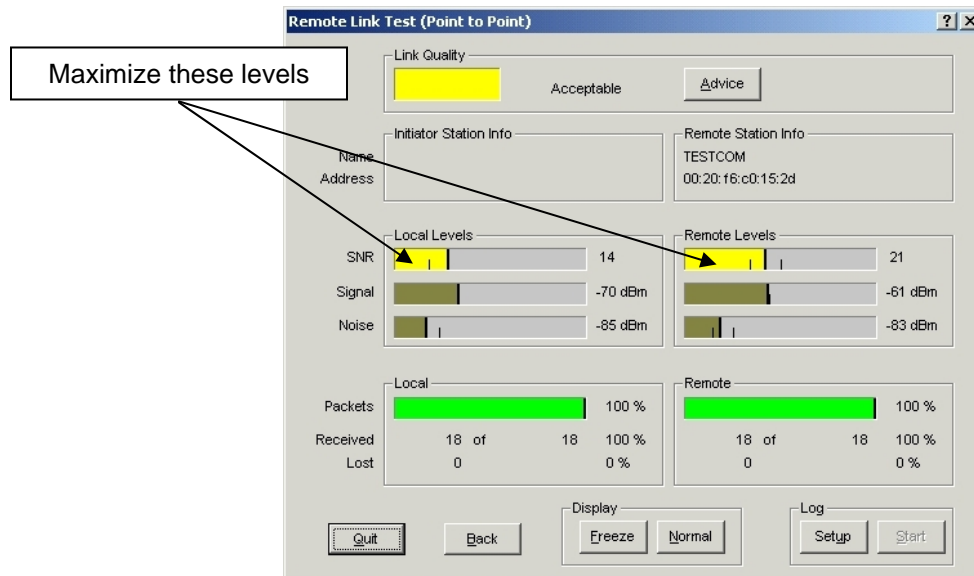 Remote Link Test (Point to Point)
Maximize these levels
Link Quality
Acceptable
Advice
Initiator Station Info
Remote Station Info
Name
TESTCOM
Address
00:20:f6:c0:15:2d
Local Levels
Remote Levels
SNR 14 21
Signal -70 dBm -61 dBm
Noise -85 dBm -83 dBm
Local
Remote
Packets 100 % 100 %
Received 18 of 18 100 % 18 of 18 100 %
Lost 0 0 % 0 0 %
Display
Log
Quit Back Freeze Normal Setup Start